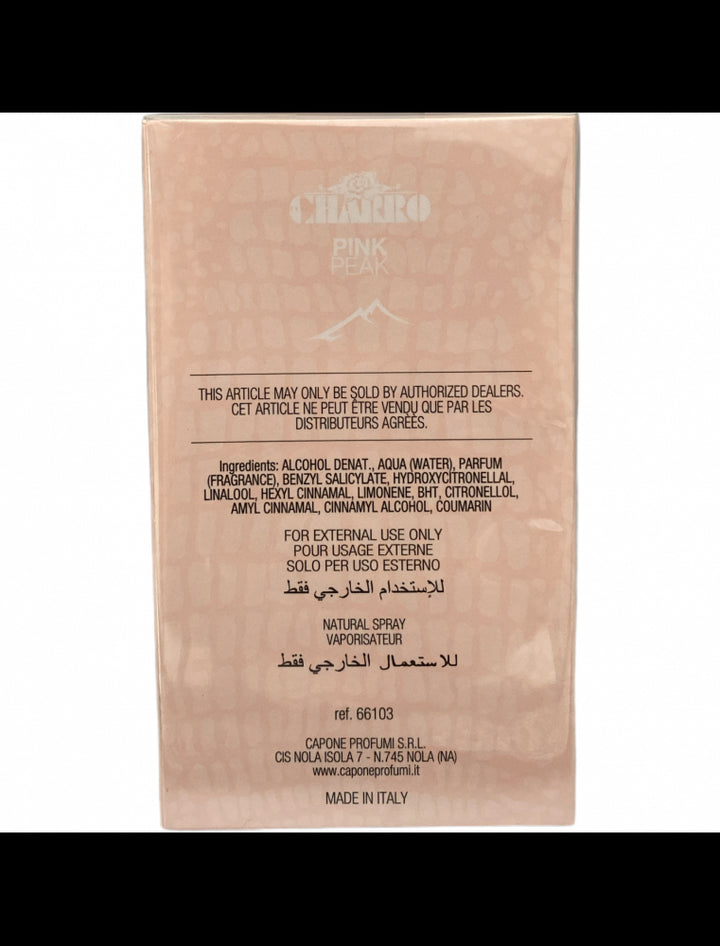 CHARRO
PINK
PEAK
THIS ARTICLE MAY ONLY BE SOLD BY AUTHORIZED DEALERS.
CET ARTICLE NE PEUT ÊTRE VENDU QUE PAR LES
DISTRIBUTEURS AGRÉÉS.
Ingredients: ALCOHOL DENAT., AQUA (WATER), PARFUM
(FRAGRANCE), BENZYL SALICYLATE, HYDROXYCITRONELLAL,
LINALOOL, HEXYL CINNAMAL, LIMONENE, BHT, CITRONELLOL,
AMYL CINNAMAL, CINNAMYL ALCOHOL, COUMARIN
FOR EXTERNAL USE ONLY
POUR USAGE EXTERNE
SOLO PER USO ESTERNO
للإستخدام الخارجي فقط
NATURAL SPRAY
VAPORISATEUR
للاستعمال الخارجي فقط
ref. 66103
CAPONE PROFUMI S.R.L.
CIS NOLA ISOLA 7 - N.745 NOLA (NA)
www.caponeprofumi.it
MADE IN ITALY